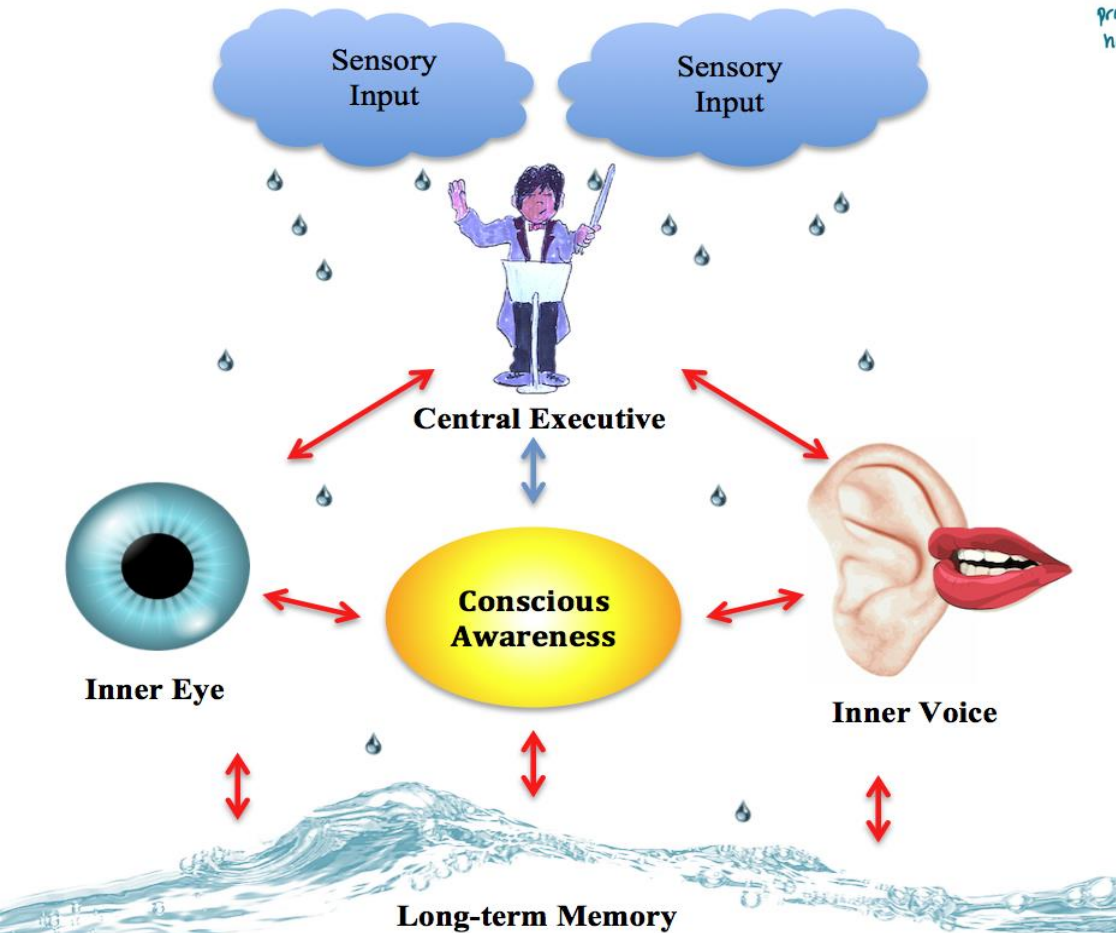 Sensory
Input
Sensory
Input
Central Executive
Conscious
Awareness
Inner Eye
Inner Voice
Long-term Memory